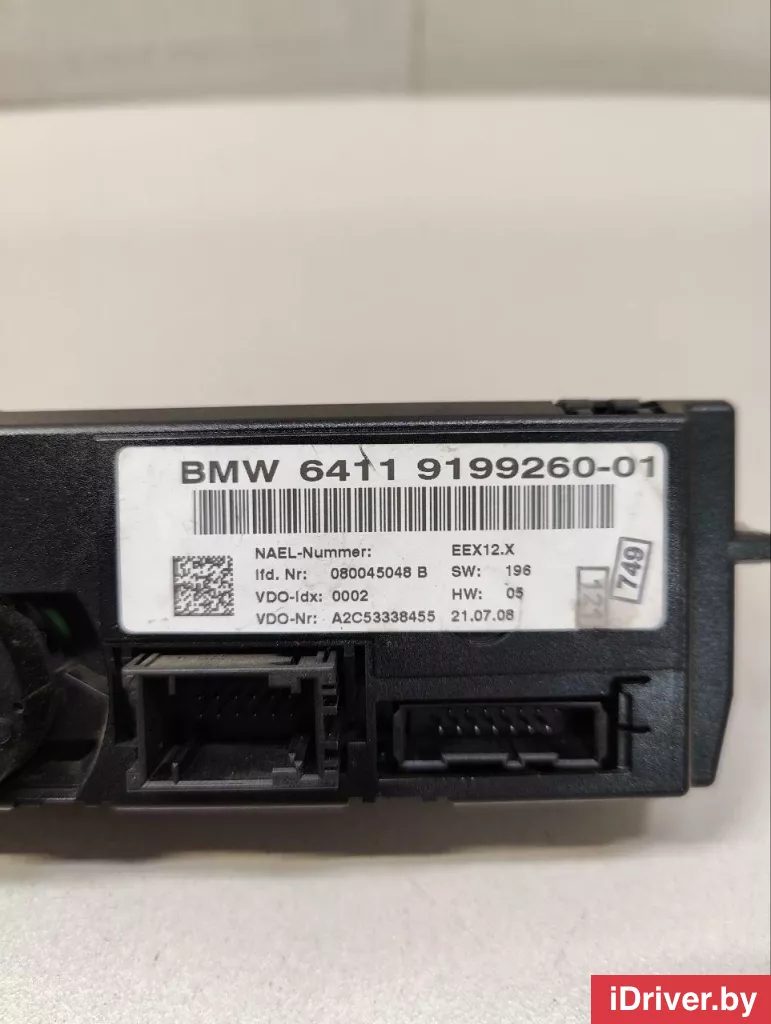 BMW 6411 9199260-01
NAEL-Nummer: EEX12.X
lfd. Nr: 080045048 B SW: 196
VDO-Idx: 0002 HW: 05
VDO-Nr: A2C53338455 21.07.08
749
iDriver.by